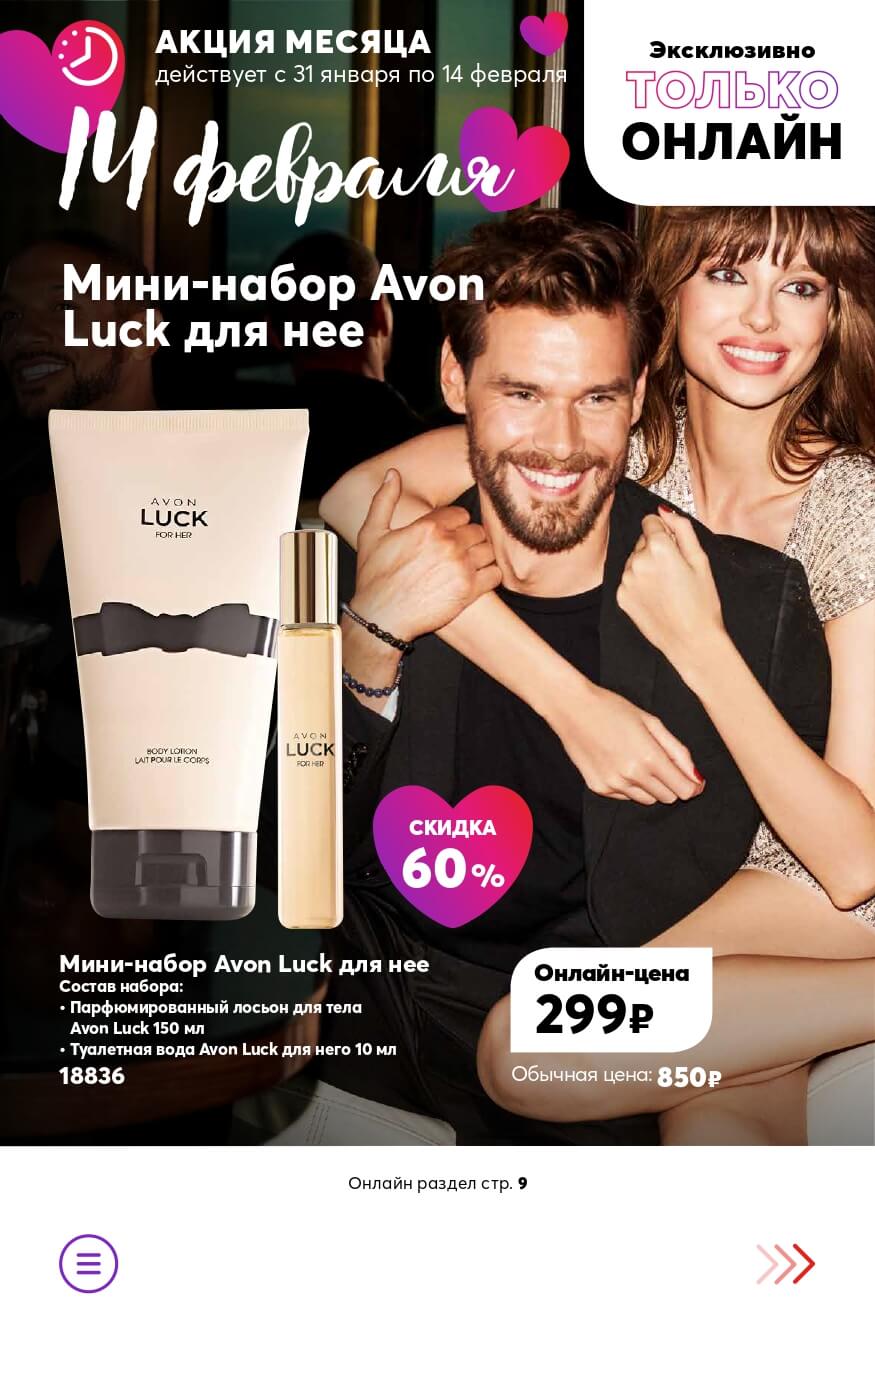 АКЦИЯ МЕСЯЦА
действует с 31 января по 14 февраля
14 февраля
Эксклюзивно
ТОЛЬКО
ОНЛАЙН
Мини-набор Avon
Luck для нее
AVON
LUCK
FOR HER
BODY LOTION
LAIT POUR LE CORPS
AVON
LUCK
FOR HER
СКИДКА
60%
Мини-набор Avon Luck для нее
Состав набора:
• Парфюмированный лосьон для тела
Avon Luck 150 мл
• Туалетная вода Avon Luck для него 10 мл
18836
Онлайн-цена
299₽
Обычная цена: 850₽
Онлайн раздел стр. 9